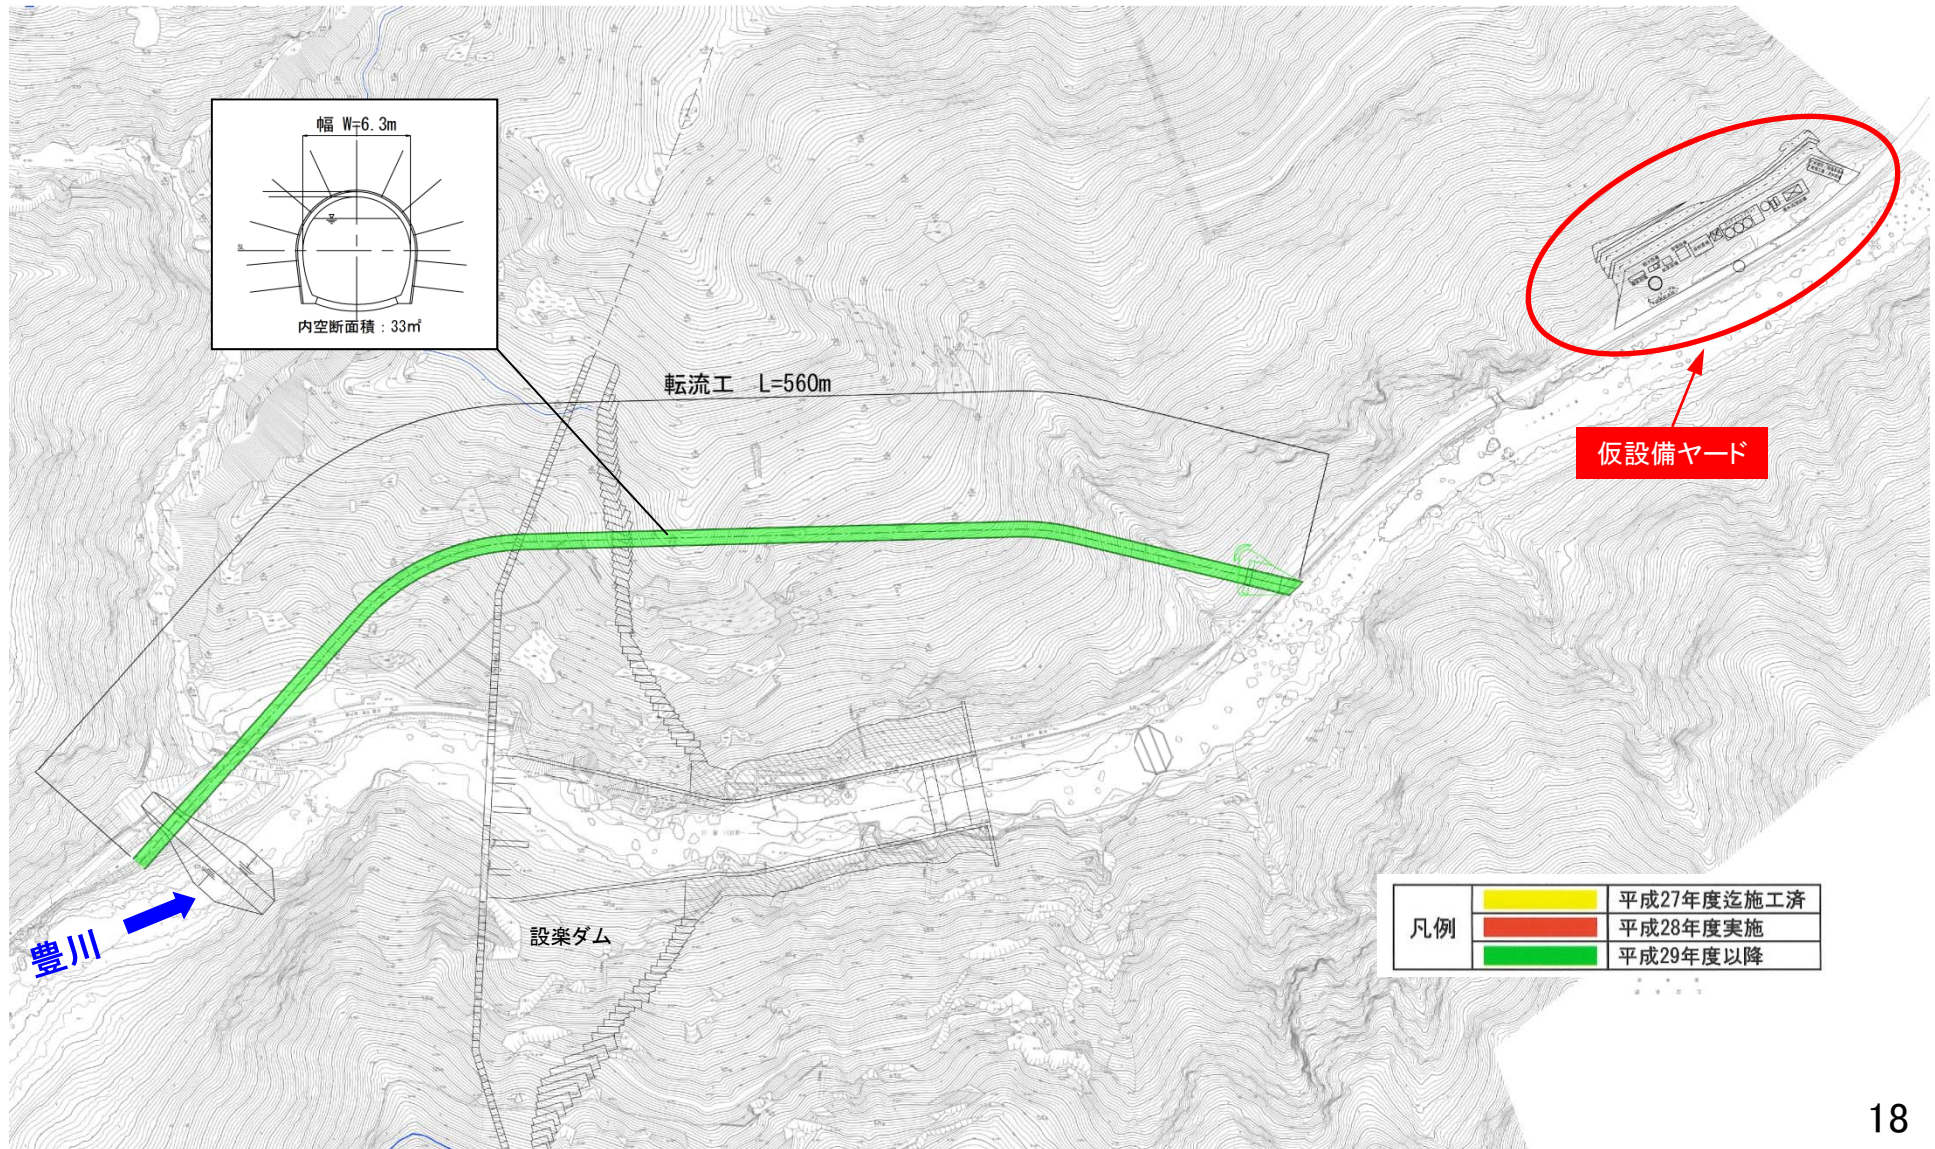 幅 W=6.3m
内空断面積：33㎡
転流工 L=560m
仮設備ヤード
豊川
設楽ダム
凡例
平成27年度迄施工済
平成28年度実施
平成29年度以降
18